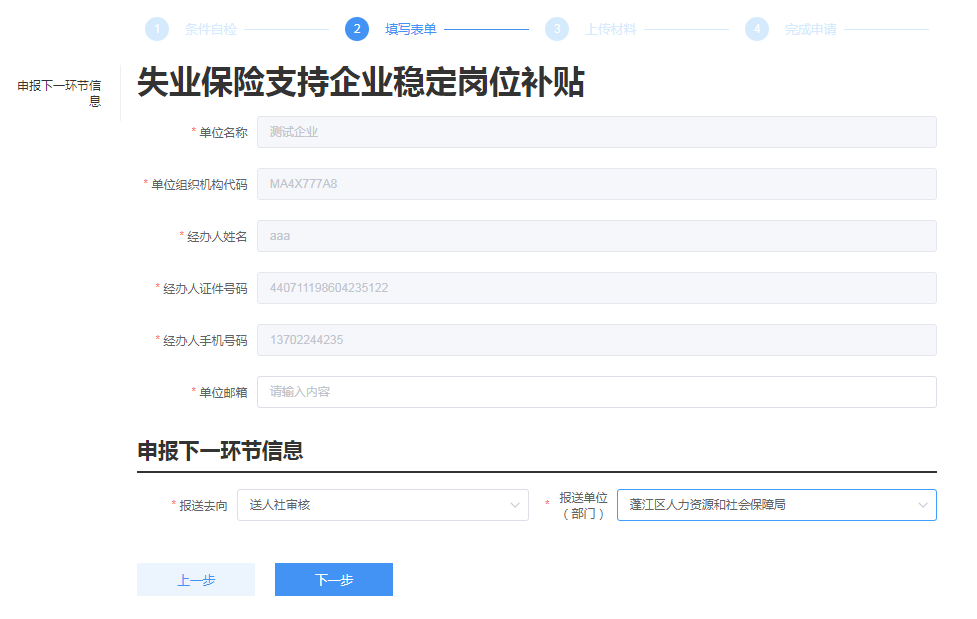 1 条件自检 2 填写表单 3 上传材料 4 完成申请
申报下一环节信
息
失业保险支持企业稳定岗位补贴
* 单位名称 测试企业
* 单位组织机构代码 MA4X777A8
* 经办人姓名 aaa
* 经办人证件号码 440711198604235122
* 经办人手机号码 13702244235
* 单位邮箱 请输入内容
申报下一环节信息
* 报送去向 送人社审核 * 报送单位
（部门） 蓬江区人力资源和社会保障局
上一步 下一步